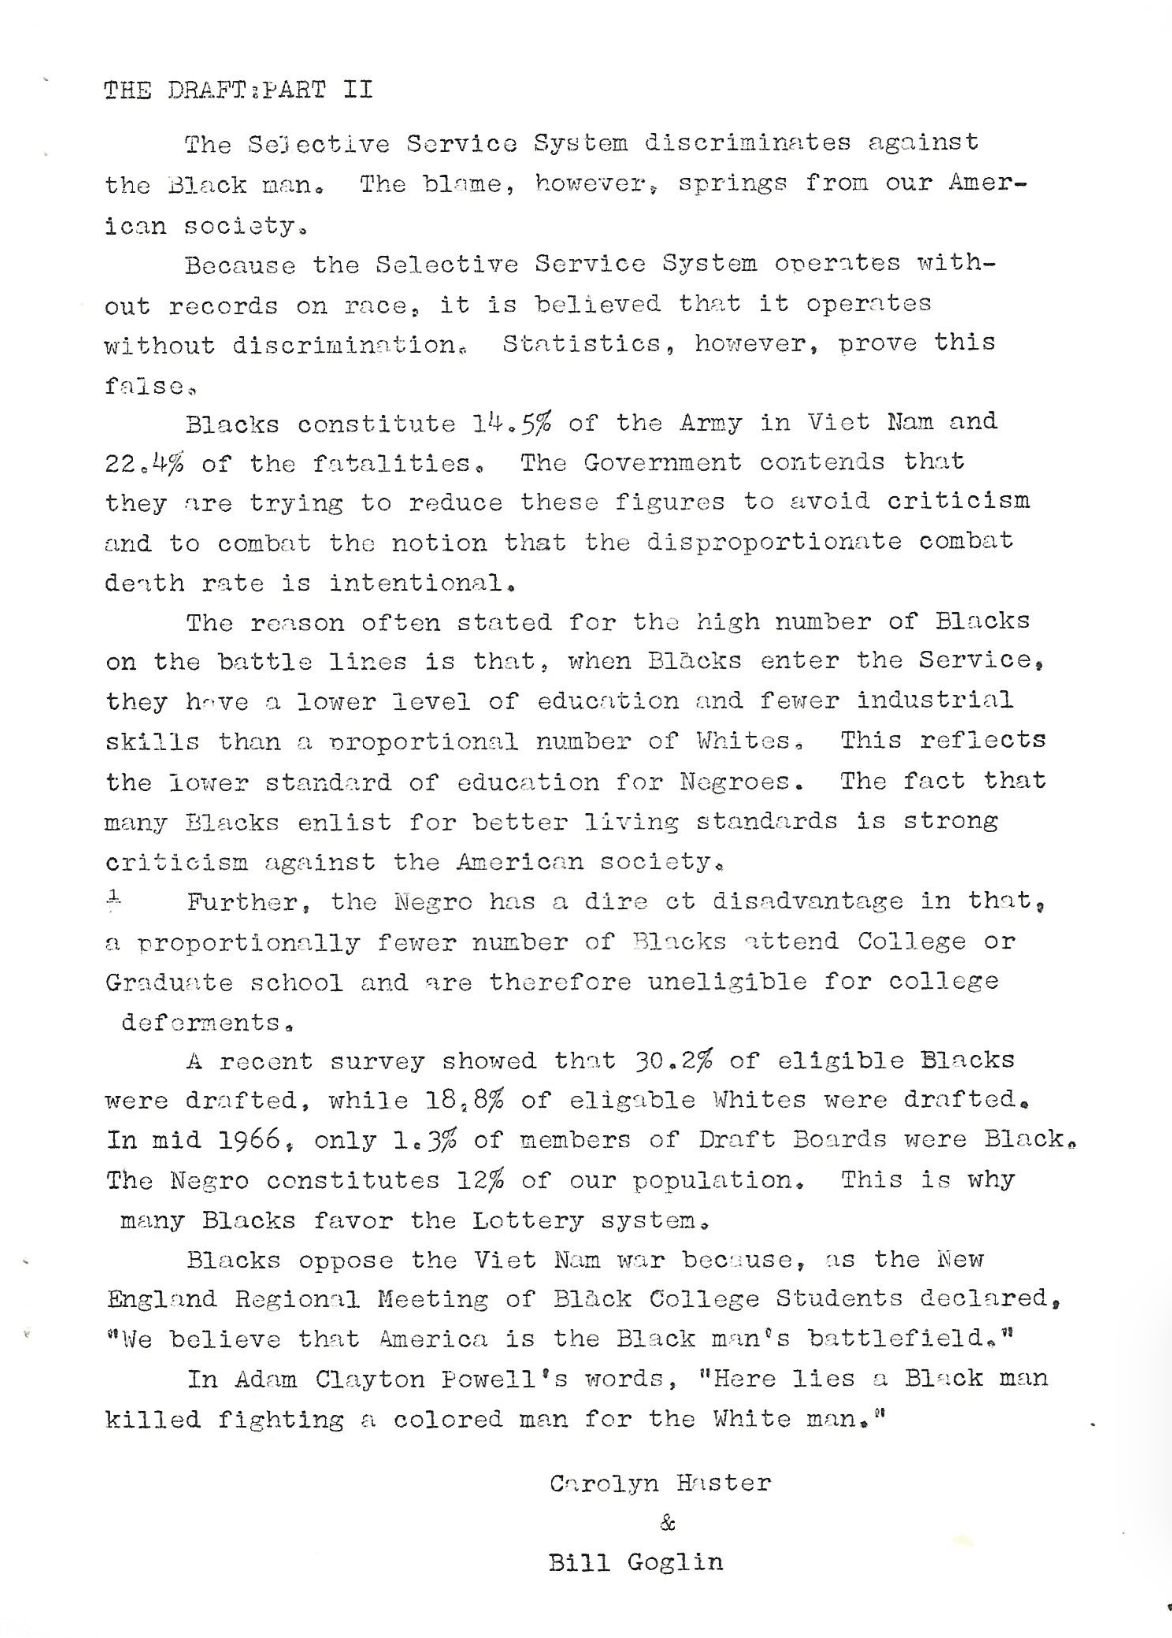 THE DRAFT:PART II
The Selective Service System discriminates against
the Black man.  The blame, however, springs from our Amer-
ican society.
Because the Selective Service System operates with-
out records on race, it is believed that it operates
without discrimination.  Statistics, however, prove this
false.
Blacks constitute 14.5% of the Army in Viet Nam and
22.4% of the fatalities.  The Government contends that
they are trying to reduce these figures to avoid criticism
and to combat the notion that the disproportionate combat
death rate is intentional.
The reason often stated for the high number of Blacks
on the battle lines is that, when Blacks enter the Service,
they have a lower level of education and fewer industrial
skills than a proportional number of Whites.  This reflects
the lower standard of education for Negroes.  The fact that
many Blacks enlist for better living standards is strong
criticism against the American society.
1 Further, the Negro has a dire ct disadvantage in that,
a proportionally fewer number of Blacks attend College or
Graduate school and are therefore uneligible for college
deferments.
A recent survey showed that 30.2% of eligible Blacks
were drafted, while 18.8% of eligable Whites were drafted.
In mid 1966, only 1.3% of members of Draft Boards were Black.
The Negro constitutes 12% of our population.  This is why
many Blacks favor the Lottery system.
Blacks oppose the Viet Nam war because, as the New
England Regional Meeting of Black College Students declared,
"We believe that America is the Black man's battlefield."
In Adam Clayton Powell's words, "Here lies a Black man
killed fighting a colored man for the White man."
Carolyn Haster
&
Bill Goglin